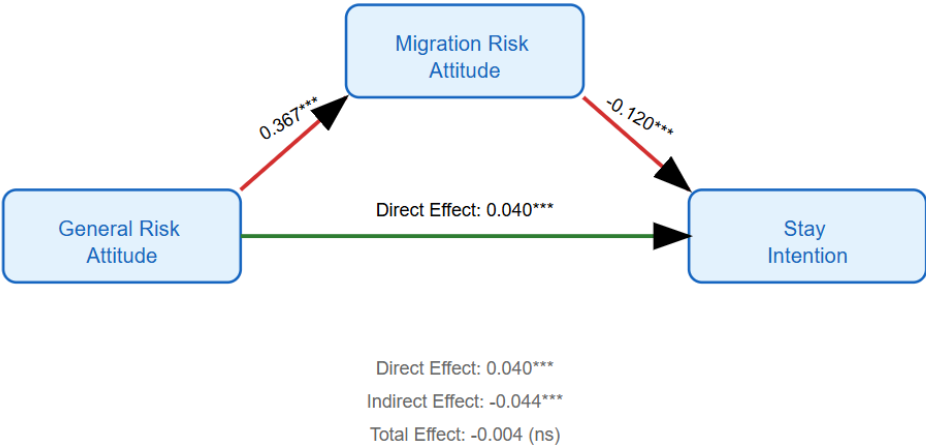 Migration Risk
Attitude
0.367***
-0.120***
Direct Effect: 0.040***
General Risk
Attitude
Stay
Intention
Direct Effect: 0.040***
Indirect Effect: -0.044***
Total Effect: -0.004 (ns)